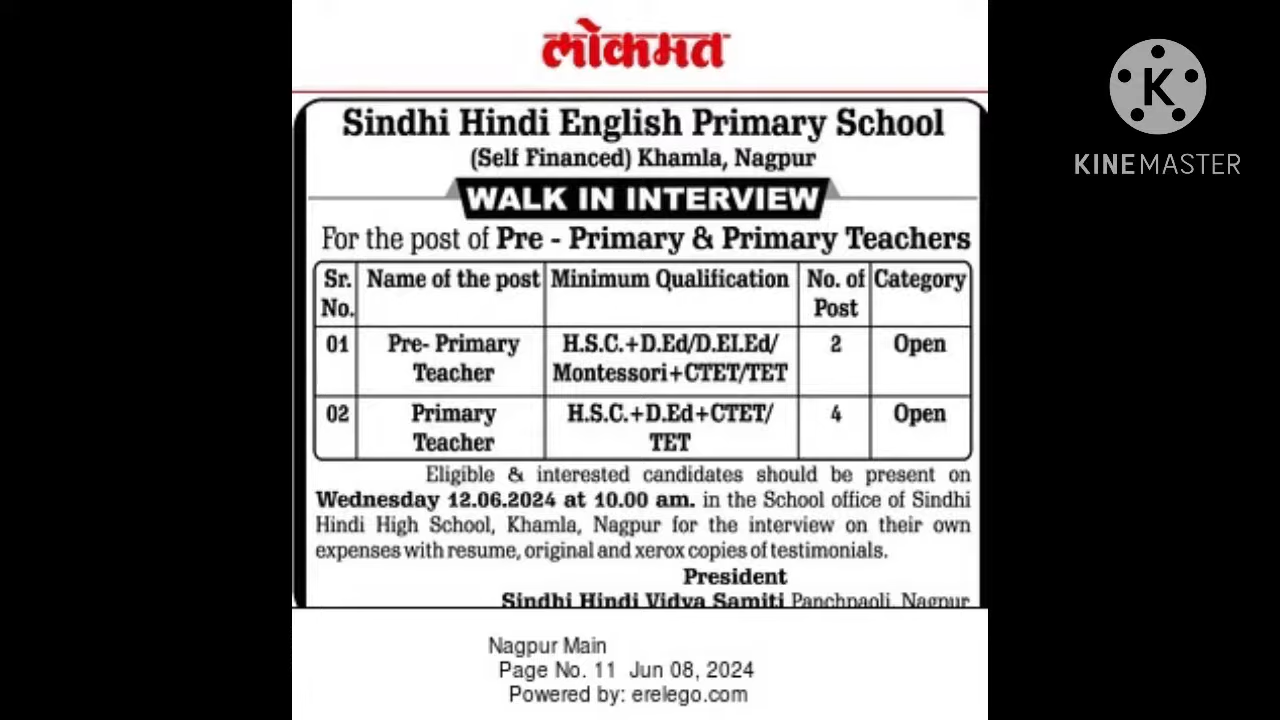 लोकमत
KINEMASTER
Sindhi Hindi English Primary School
(Self Financed) Khamla, Nagpur
WALK IN INTERVIEW
For the post of Pre - Primary & Primary Teachers
Sr. No. Name of the post Minimum Qualification No. of Post Category
01 Pre- Primary Teacher H.S.C.+D.Ed/D.EI.Ed/ Montessori+CTET/TET 2 Open
02 Primary Teacher H.S.C.+D.Ed+CTET/ TET 4 Open
Eligible & interested candidates should be present on
Wednesday 12.06.2024 at 10.00 am. in the School office of Sindhi
Hindi High School, Khamla, Nagpur for the interview on their own
expenses with resume, original and xerox copies of testimonials.
President
Sindhi Hindi Vidya Samiti Panchpaoli, Nagpur
Nagpur Main
Page No. 11 Jun 08, 2024
Powered by: erelego.com